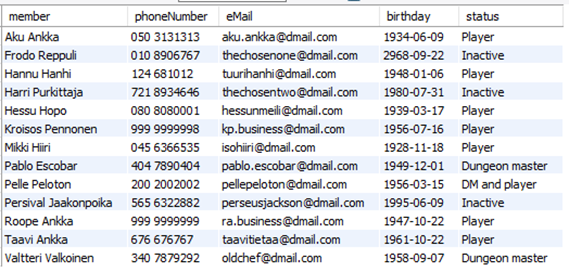 member phoneNumber eMail birthday status
Aku Ankka 050 3131313 aku.ankka@dmail.com 1934-06-09 Player
Frodo Reppuli 010 8906767 thechosenone@dmail.com 2968-09-22 Inactive
Hannu Hanhi 124 681012 tuurihanhi@dmail.com 1948-01-06 Player
Harri Purkittaja 721 8934646 thechosentwo@dmail.com 1980-07-31 Inactive
Hessu Hopo 080 8080001 hessunmeili@dmail.com 1939-03-17 Player
Kroisos Pennonen 999 9999998 kp.business@dmail.com 1956-07-16 Player
Mikki Hiiri 045 6366535 isohiiri@dmail.com 1928-11-18 Player
Pablo Escobar 404 7890404 pablo.escobar@dmail.com 1949-12-01 Dungeon master
Pelle Peloton 200 2002002 pellepeloton@dmail.com 1956-03-15 DM and player
Persival Jaakonpoika 565 6322882 perseusjackson@dmail.com 1995-06-09 Inactive
Roope Ankka 999 9999999 ra.business@dmail.com 1947-10-22 Player
Taavi Ankka 676 676767 taavitietaa@dmail.com 1961-10-22 Player
Valtteri Valkoinen 340 7879292 oldchef@dmail.com 1958-09-07 Dungeon master